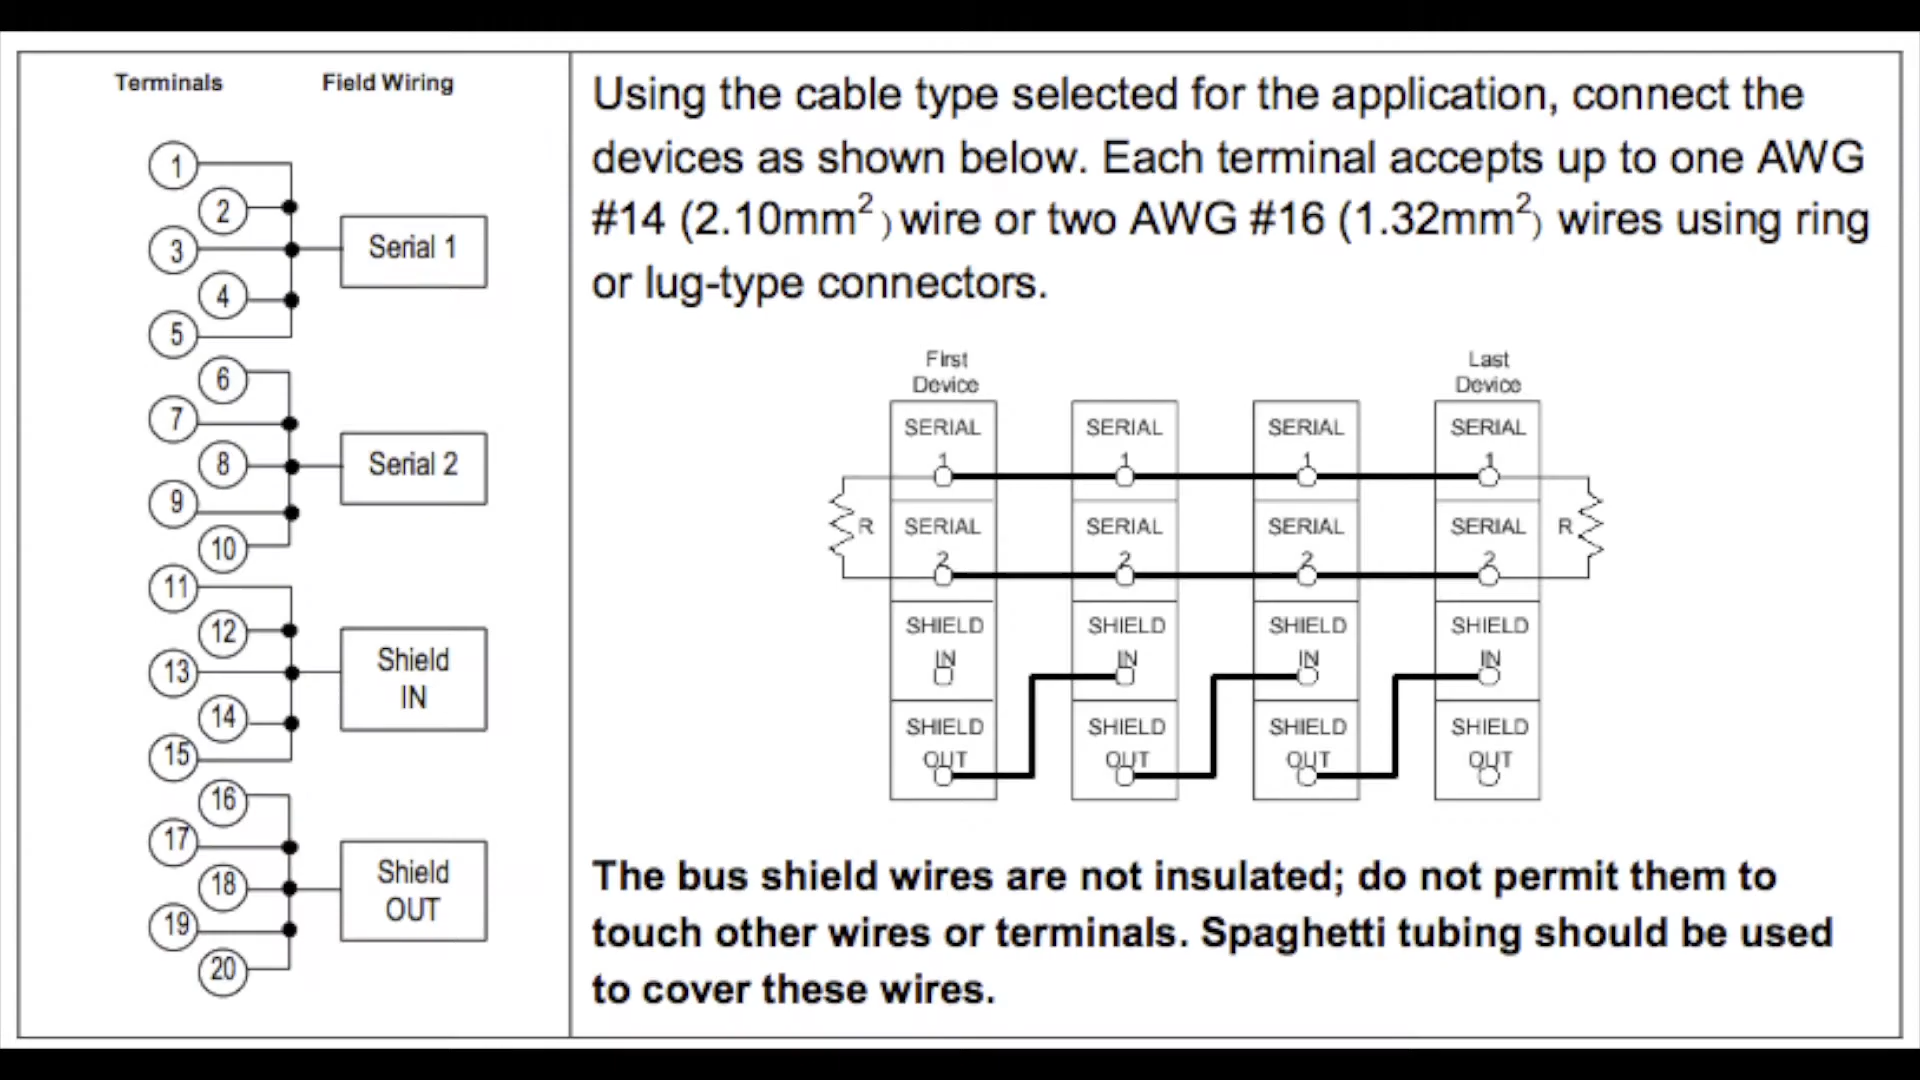 Terminals
Field Wiring
1
2
3
4
5
Serial 1
6
7
8
9
10
Serial 2
11
12
13
14
15
Shield
IN
16
17
18
19
20
Shield
OUT
Using the cable type selected for the application, connect the
devices as shown below. Each terminal accepts up to one AWG
#14 (2.10mm²) wire or two AWG #16 (1.32mm²) wires using ring
or lug-type connectors.
First
Device
Last
Device
SERIAL SERIAL SERIAL SERIAL
1 1 1 1
R SERIAL SERIAL SERIAL SERIAL R
2 2 2 2
SHIELD SHIELD SHIELD SHIELD
IN IN IN IN
SHIELD SHIELD SHIELD SHIELD
OUT OUT OUT OUT
The bus shield wires are not insulated; do not permit them to
touch other wires or terminals. Spaghetti tubing should be used
to cover these wires.